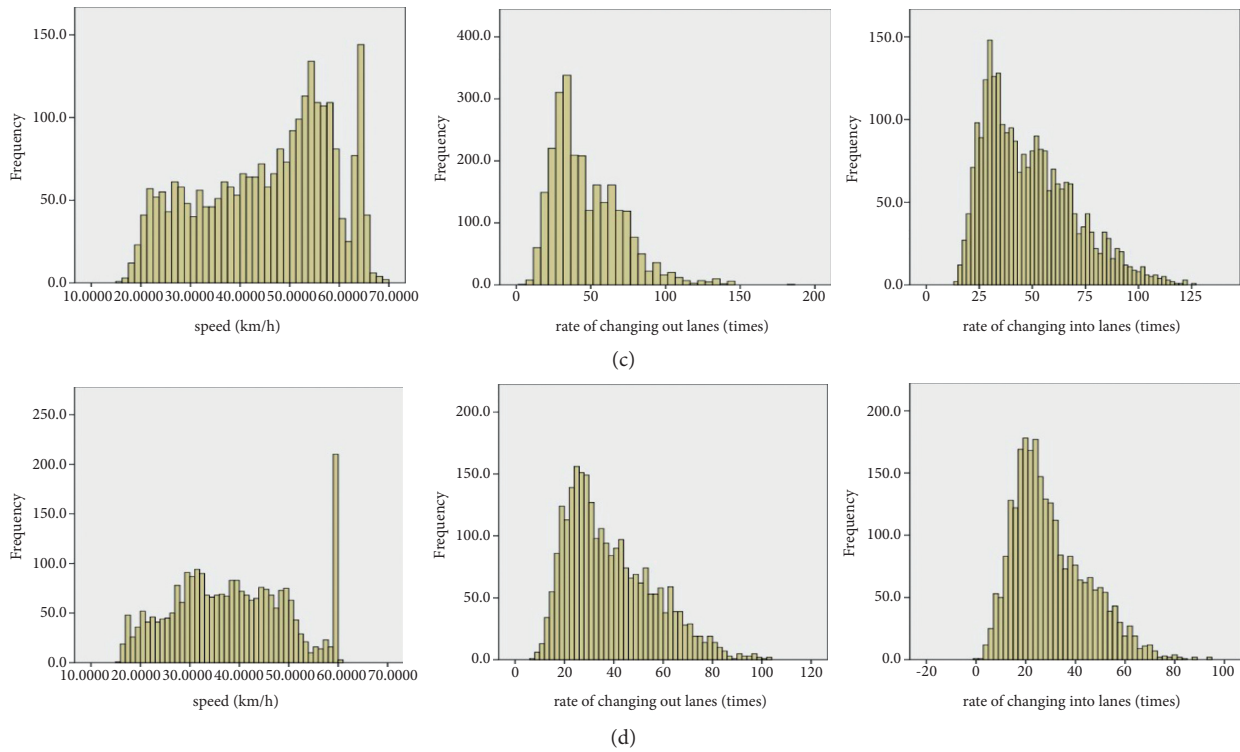 150.0
100.0
50.0
0.0
Frequency
10.0000 20.0000 30.0000 40.0000 50.0000 60.0000 70.0000
speed (km/h)
400.0
300.0
200.0
100.0
0.0
Frequency
0 50 100 150 200
rate of changing out lanes (times)
150.0
100.0
50.0
0.0
Frequency
0 25 50 75 100 125
rate of changing into lanes (times)
(c)
250.0
200.0
150.0
100.0
50.0
0.0
Frequency
10.0000 20.0000 30.0000 40.0000 50.0000 60.0000 70.0000
speed (km/h)
200.0
150.0
100.0
50.0
0.0
Frequency
0 20 40 60 80 100 120
rate of changing out lanes (times)
200.0
150.0
100.0
50.0
0.0
Frequency
-20 0 20 40 60 80 100
rate of changing into lanes (times)
(d)